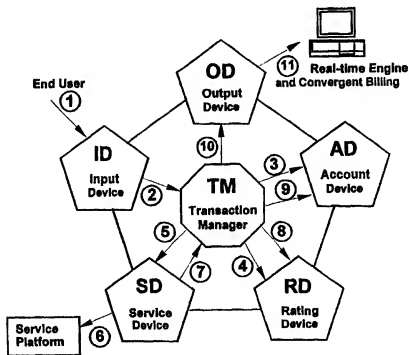 End User
1
OD
Output
Device
11
Real-time Engine
and Convergent Billing
10
ID
Input
Device
2
TM
Transaction
Manager
3
9
AD
Account
Device
5
7
4
8
SD
Service
Device
RD
Rating
Device
6
Service
Platform